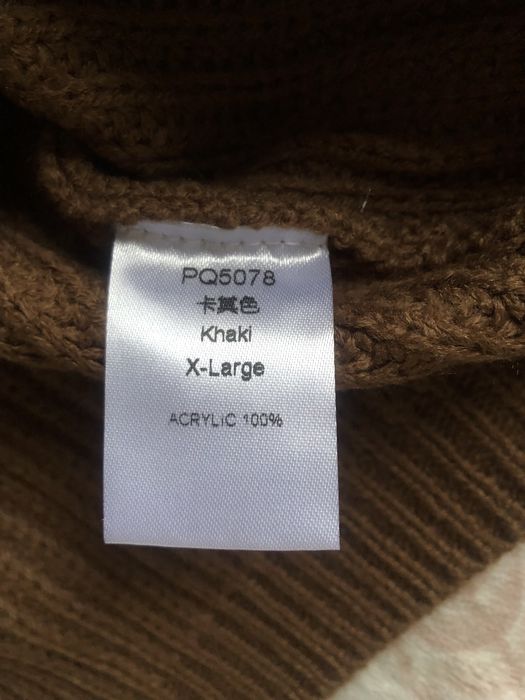 PQ5078
卡其色
Khaki
X-Large
ACRYLIC 100%